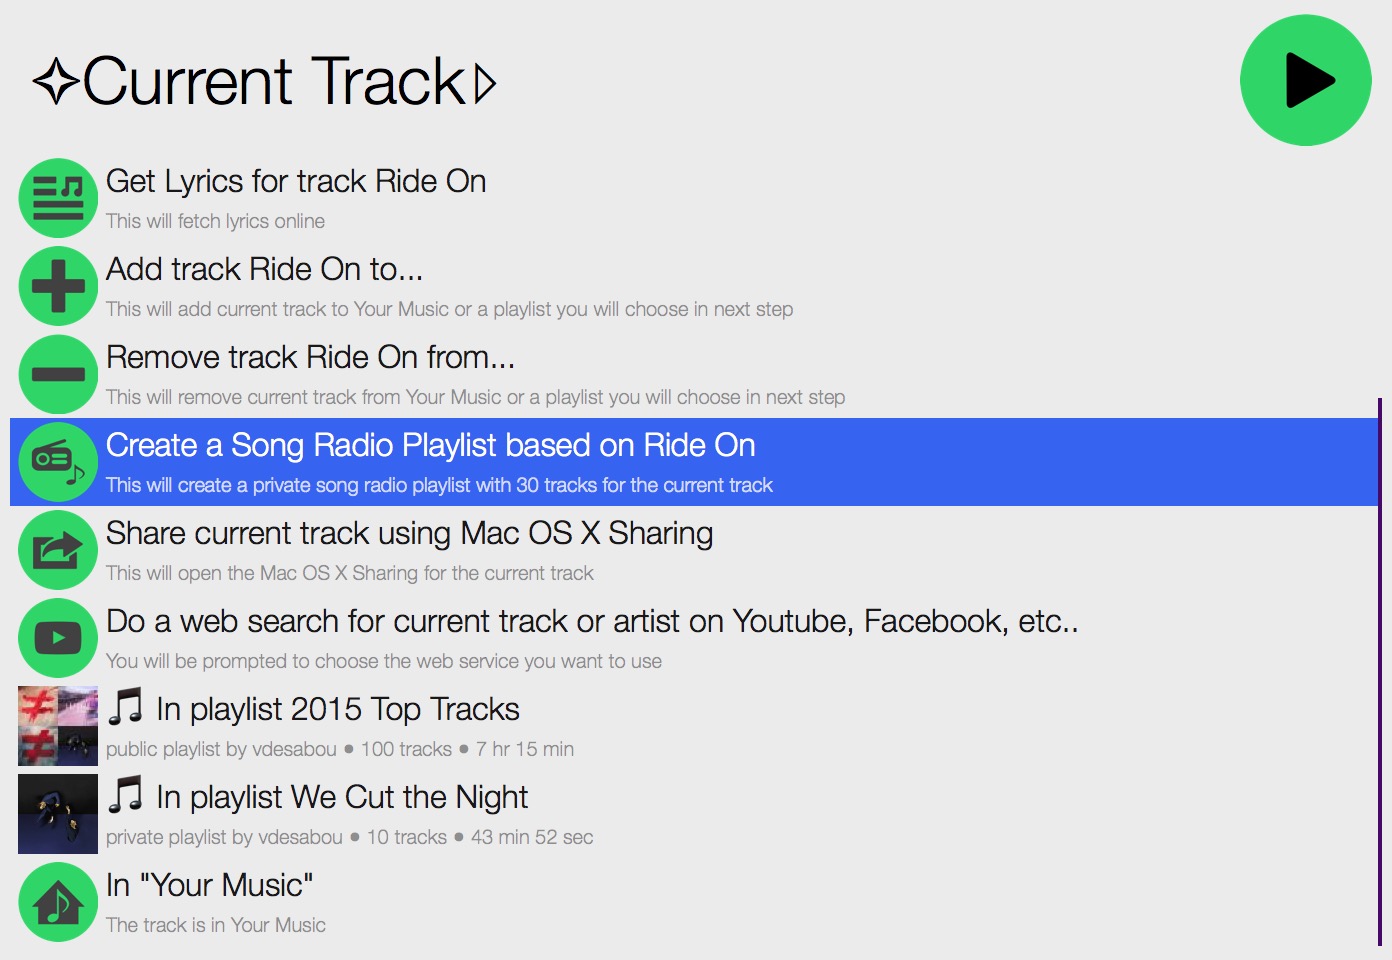 ✧Current Track▹
Get Lyrics for track Ride On
This will fetch lyrics online
Add track Ride On to...
This will add current track to Your Music or a playlist you will choose in next step
Remove track Ride On from...
This will remove current track from Your Music or a playlist you will choose in next step
Create a Song Radio Playlist based on Ride On
This will create a private song radio playlist with 30 tracks for the current track
Share current track using Mac OS X Sharing
This will open the Mac OS X Sharing for the current track
Do a web search for current track or artist on Youtube, Facebook, etc..
You will be prompted to choose the web service you want to use
🎵 In playlist 2015 Top Tracks
public playlist by vdesabou ● 100 tracks ● 7 hr 15 min
🎵 In playlist We Cut the Night
private playlist by vdesabou ● 10 tracks ● 43 min 52 sec
In "Your Music"
The track is in Your Music